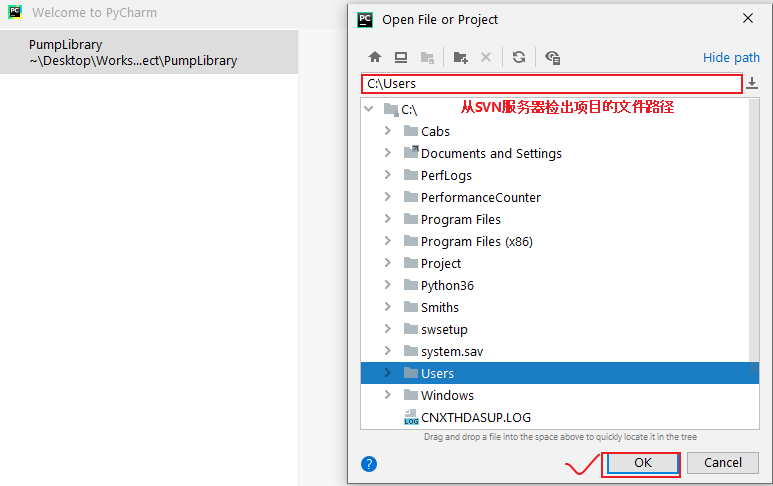 Welcome to PyCharm
PumpLibrary
~\Desktop\Works...ect\PumpLibrary
Open File or Project
Hide path
C:\Users
从SVN服务器检出项目的文件路径
C:\
Cabs
Documents and Settings
PerfLogs
PerformanceCounter
Program Files
Program Files (x86)
Project
Python36
Smiths
swsetup
system.sav
Users
Windows
CNXTHDASUP.LOG
Drag and drop a file into the space above to quickly locate it in the tree
OK
Cancel